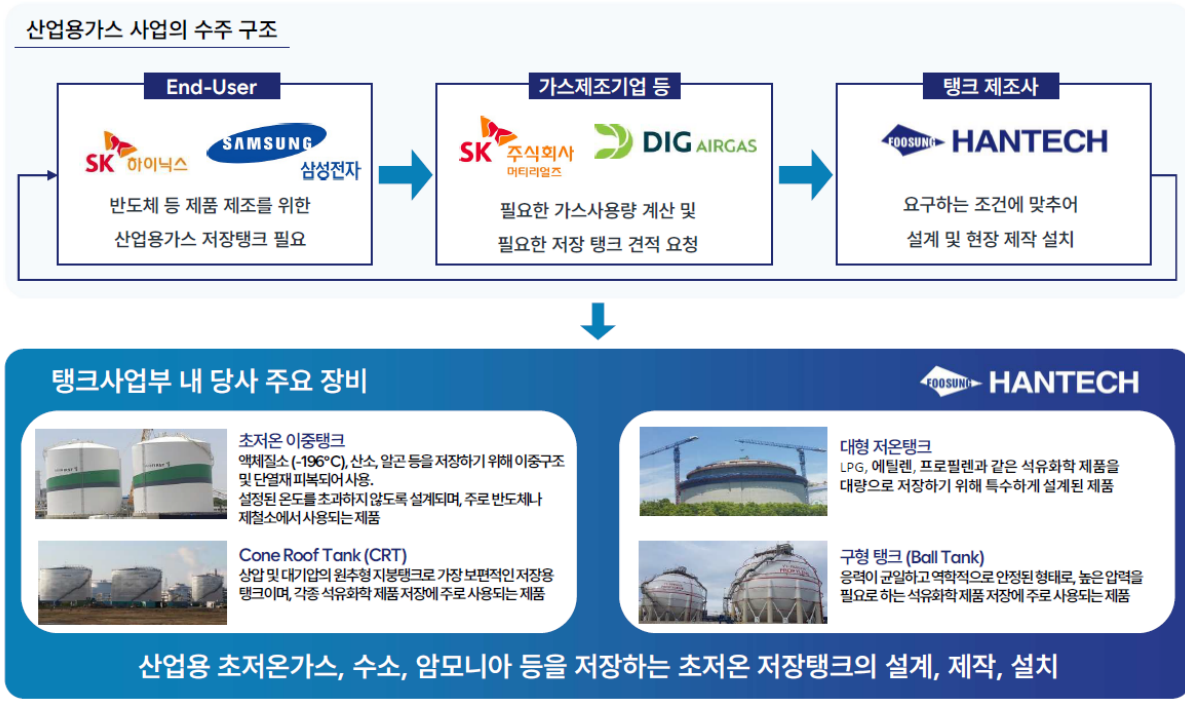 산업용가스 사업의 수주 구조
End-User
가스제조기업 등
탱크 제조사
SK 하이닉스
SAMSUNG
삼성전자
SK 주식회사
머티리얼즈
DIG AIRGAS
FOOSUNG HANTECH
반도체 등 제품 제조를 위한
산업용가스 저장탱크 필요
필요한 가스사용량 계산 및
필요한 저장 탱크 견적 요청
요구하는 조건에 맞추어
설계 및 현장 제작 설치
탱크사업부 내 당사 주요 장비
FOOSUNG HANTECH
초저온 이중탱크
액체질소 (-196℃), 산소, 알곤 등을 저장하기 위해 이중구조
및 단열재 피복되어 사용.
설정된 온도를 초과하지 않도록 설계되며, 주로 반도체나
제철소에서 사용되는 제품
Cone Roof Tank (CRT)
상압 및 대기압의 원추형 지붕탱크로 가장 보편적인 저장용
탱크이며, 각종 석유화학 제품 저장에 주로 사용되는 제품
대형 저온탱크
LPG, 에틸렌, 프로필렌과 같은 석유화학 제품을
대량으로 저장하기 위해 특수하게 설계된 제품
구형 탱크 (Ball Tank)
응력이 균일하고 역학적으로 안정된 형태로, 높은 압력을
필요로 하는 석유화학 제품 저장에 주로 사용되는 제품
산업용 초저온가스, 수소, 암모니아 등을 저장하는 초저온 저장탱크의 설계, 제작, 설치